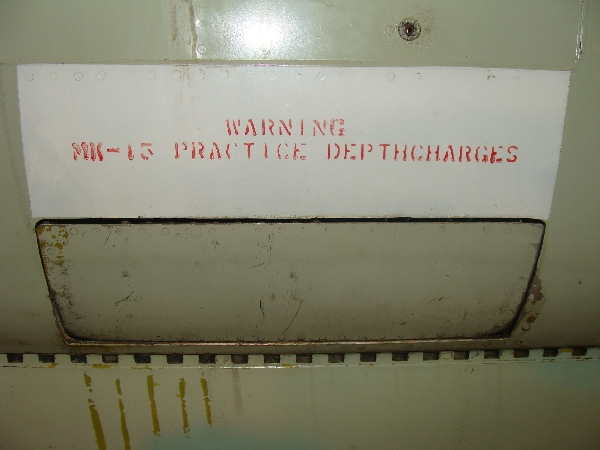 WARNING
MK-15 PRACTICE DEPTHCHARGES